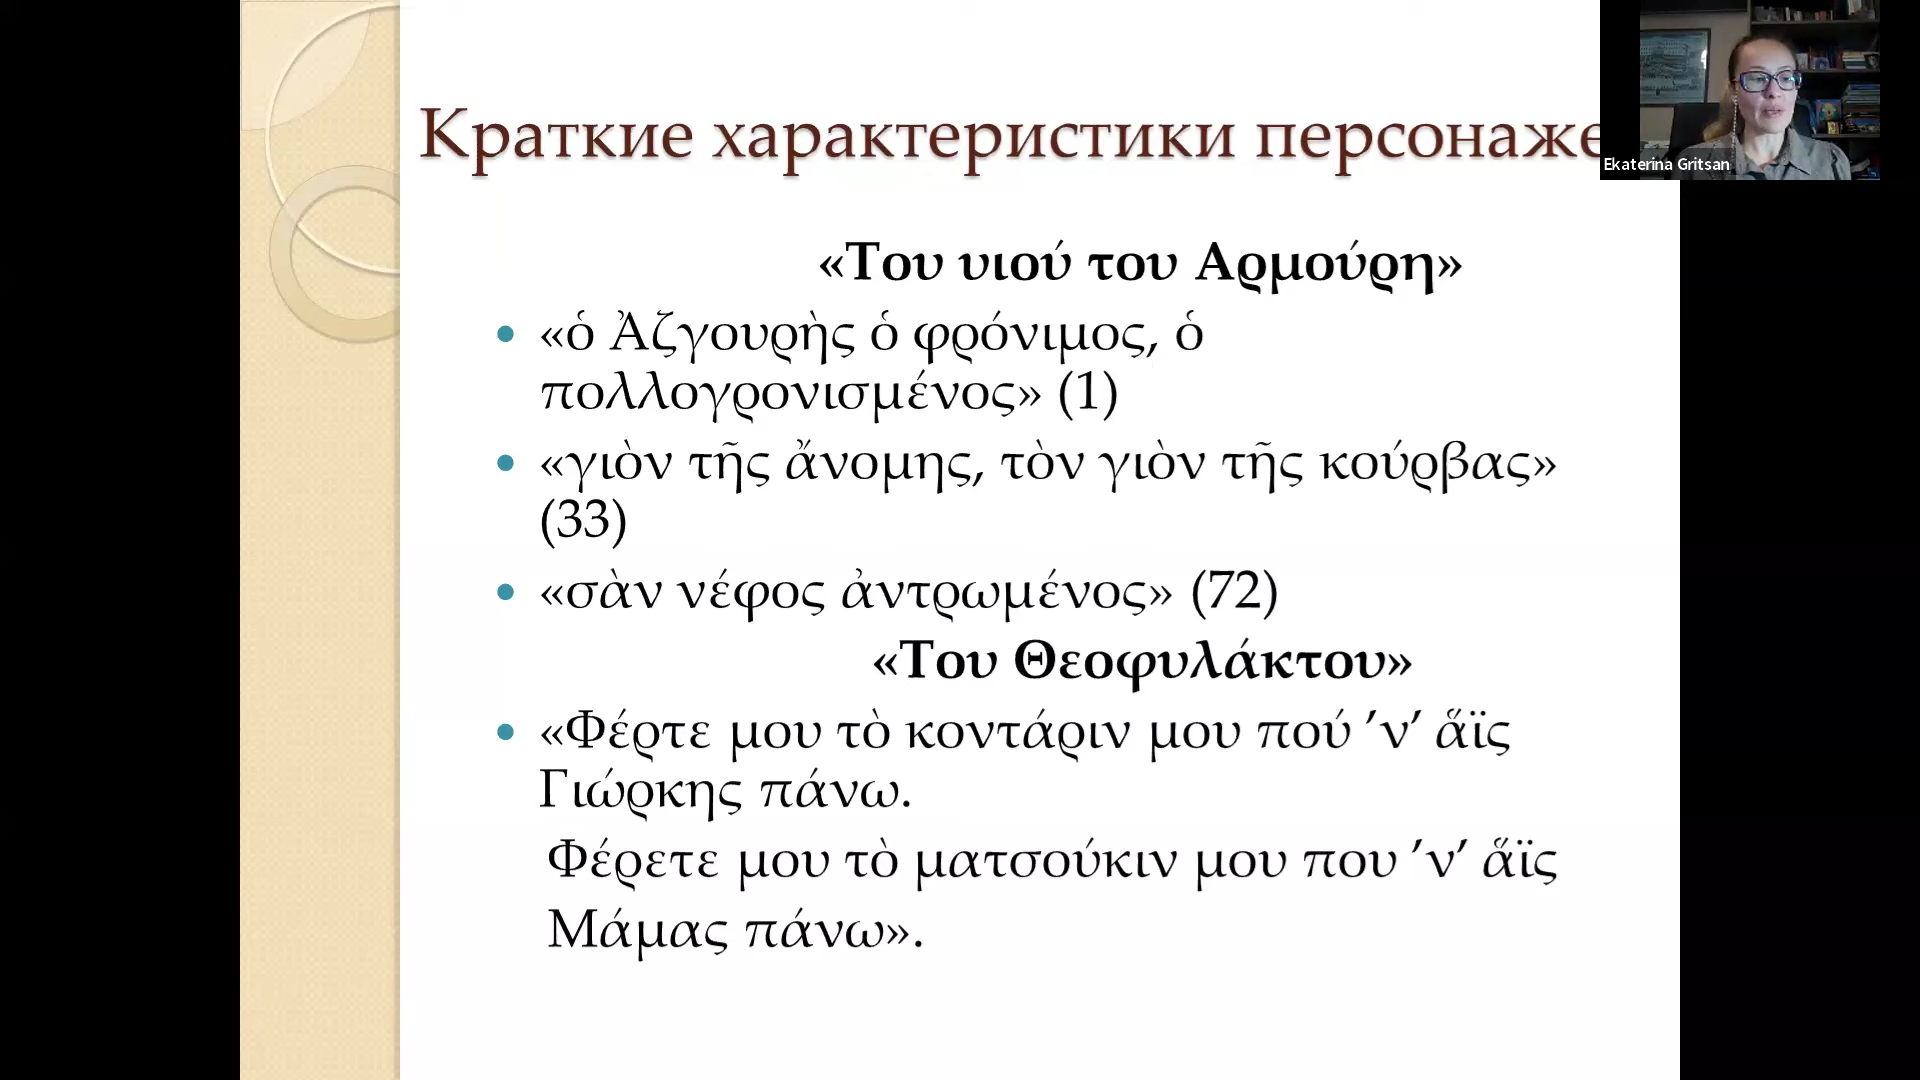 Краткие характеристики персонаже
Ekaterina Gritsan
«Του υιού του Αρμούρη»
«ὁ Ἀζγουρὴς ὁ φρόνιμος, ὁ
πολλογρονισμένος» (1)
«γιὸν τῆς ἄνομης, τὸν γιὸν τῆς κούρβας»
(33)
«σὰν νέφος ἀντρωμένος» (72)
«Του Θεοφυλάκτου»
«Φέρτε μου τὸ κοντάριν μου πού ’ν’ ἅϊς
Γιώρκης πάνω.
Φέρετε μου τὸ ματσούκιν μου που ’ν’ ἅϊς
Μάμας πάνω».